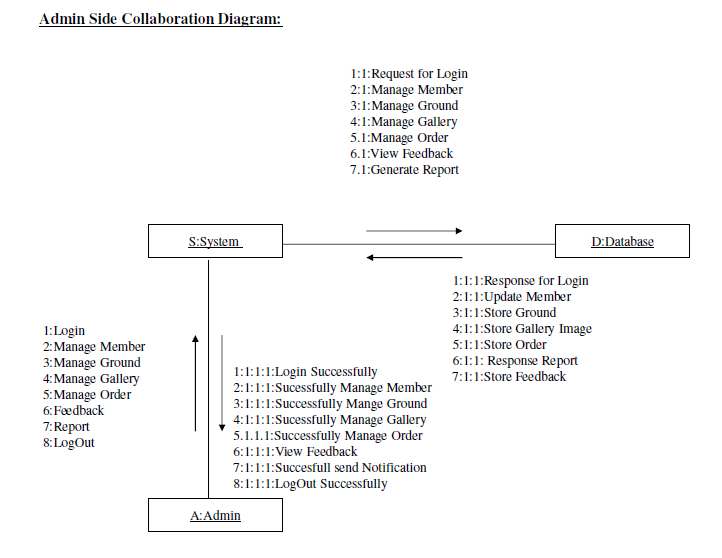 Admin Side Collaboration Diagram:
1:1:Request for Login
2:1:Manage Member
3:1:Manage Ground
4:1:Manage Gallery
5.1:Manage Order
6.1:View Feedback
7.1:Generate Report
S:System
D:Database
1:1:1:Response for Login
2:1:1:Update Member
3:1:1:Store Ground
4:1:1:Store Gallery Image
5:1:1:Store Order
6:1:1: Response Report
7:1:1:Store Feedback
1:Login
2:Manage Member
3:Manage Ground
4:Manage Gallery
5:Manage Order
6:Feedback
7:Report
8:LogOut
1:1:1:1:Login Successfully
2:1:1:1:Sucessfully Manage Member
3:1:1:1:Successfully Mange Ground
4:1:1:1:Sucessfully Manage Gallery
5.1.1.1:Successfully Manage Order
6:1:1:1:View Feedback
7:1:1:1:Succesfull send Notification
8:1:1:1:LogOut Successfully
A:Admin